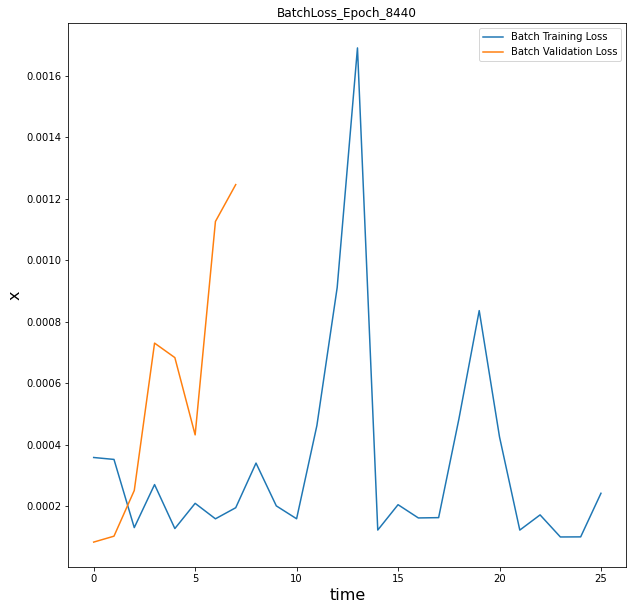 BatchLoss_Epoch_8440
Batch Training Loss
Batch Validation Loss
0.0016
0.0014
0.0012
0.0010
0.0008
0.0006
0.0004
0.0002
x
0 5 10 15 20 25
time